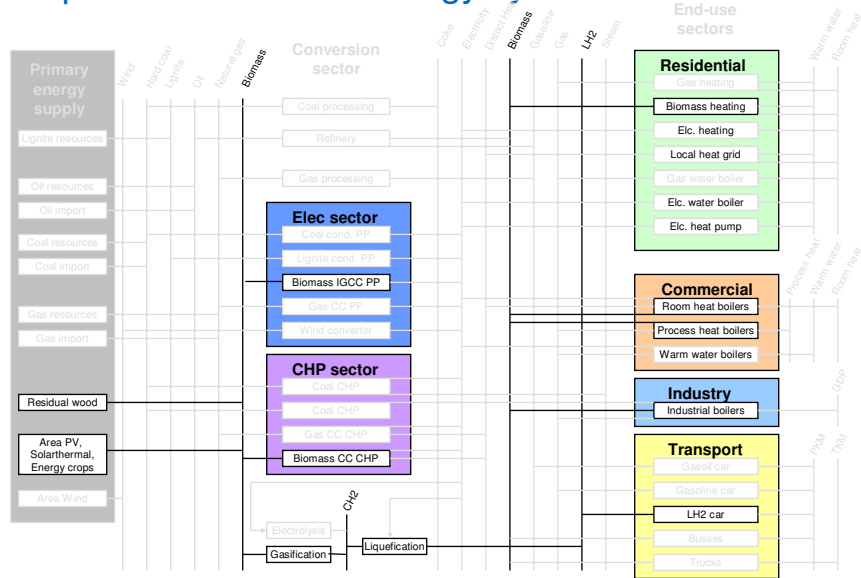 End-use
sectors
Conversion
sector
Primary
energy
supply
Wind
Hard coal
Lignite
Oil
Natural gas
Biomass
Coke
Electricity
Biomass
Gasoline
Gas
LH2
Steam
Warm water
Room heat
Residential
Gas heating
Biomass heating
Elc. heating
Local heat grid
Gas water boiler
Elc. water boiler
Elc. heat pump
Coal processing
Refinery
Gas processing
Lignite resources
Oil resources
Oil import
Coal resources
Coal import
Gas resources
Gas import
Residual wood
Area PV,
Solarthermal,
Energy crops
Area Wind
Elec sector
Coal cond. PP
Lignite cond. PP
Biomass IGCC PP
Gas CC PP
Wind converter
CHP sector
Coal CHP
Coal CHP
Gas CC CHP
Biomass CC CHP
CH2
Electrolysis
Gasification
Liquefication
Process heat
Warm water
Room heat
Commercial
Room heat boilers
Process heat boilers
Warm water boilers
GDP
Industry
Industrial boilers
PKM
TKM
Transport
Gasoil car
Gasoline car
LH2 car
Busses
Trucks